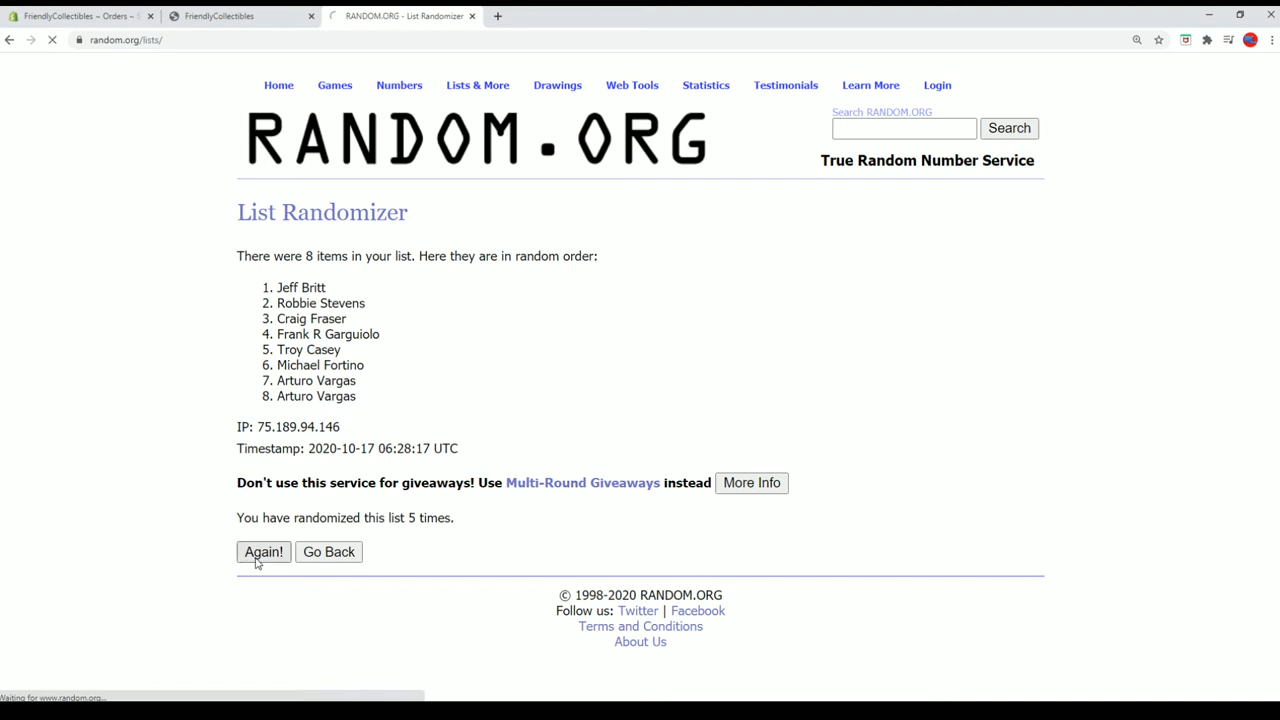 FriendlyCollectibles ~ Orders ~ S
FriendlyCollectibles
RANDOM.ORG - List Randomizer
random.org/lists/
Home Games Numbers Lists & More Drawings Web Tools Statistics Testimonials Learn More Login
RANDOM.ORG
Search RANDOM.ORG
Search
True Random Number Service
List Randomizer
There were 8 items in your list. Here they are in random order:
1. Jeff Britt
2. Robbie Stevens
3. Craig Fraser
4. Frank R Garguiolo
5. Troy Casey
6. Michael Fortino
7. Arturo Vargas
8. Arturo Vargas
IP: 75.189.94.146
Timestamp: 2020-10-17 06:28:17 UTC
Don't use this service for giveaways! Use Multi-Round Giveaways instead More Info
You have randomized this list 5 times.
Again! Go Back
© 1998-2020 RANDOM.ORG
Follow us: Twitter | Facebook
Terms and Conditions
About Us
Waiting for www.random.org...